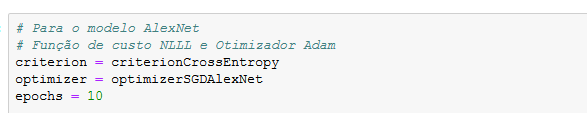 # Para o modelo AlexNet
# Função de custo NLLL e Otimizador Adam
criterion = criterionCrossEntropy
optimizer = optimizerSGDAlexNet
epochs = 10